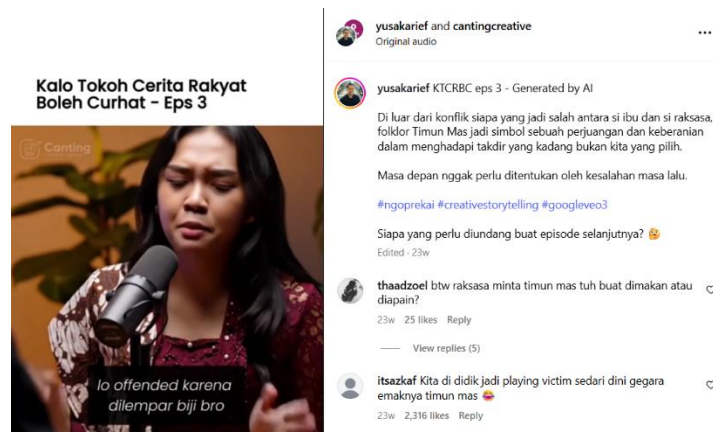 Kalo Tokoh Cerita Rakyat
Boleh Curhat - Eps 3
Canting
lo offended karena
dilempar biji bro
yusakarief and cantingcreative
Original audio
yusakarief KTCRBC eps 3 - Generated by AI
Di luar dari konflik siapa yang jadi salah antara si ibu dan si raksasa,
folklor Timun Mas jadi simbol sebuah perjuangan dan keberanian
dalam menghadapi takdir yang kadang bukan kita yang pilih.
Masa depan nggak perlu ditentukan oleh kesalahan masa lalu.
#ngoprekai #creativestorytelling #googleveo3
Siapa yang perlu diundang buat episode selanjutnya? 🫣
Edited · 23w
thaadzoel btw raksasa minta timun mas tuh buat dimakan atau
diapain?
23w 25 likes Reply
View replies (5)
itsazkaf Kita di didik jadi playing victim sedari dini gegara
emaknya timun mas 😂
23w 2,316 likes Reply